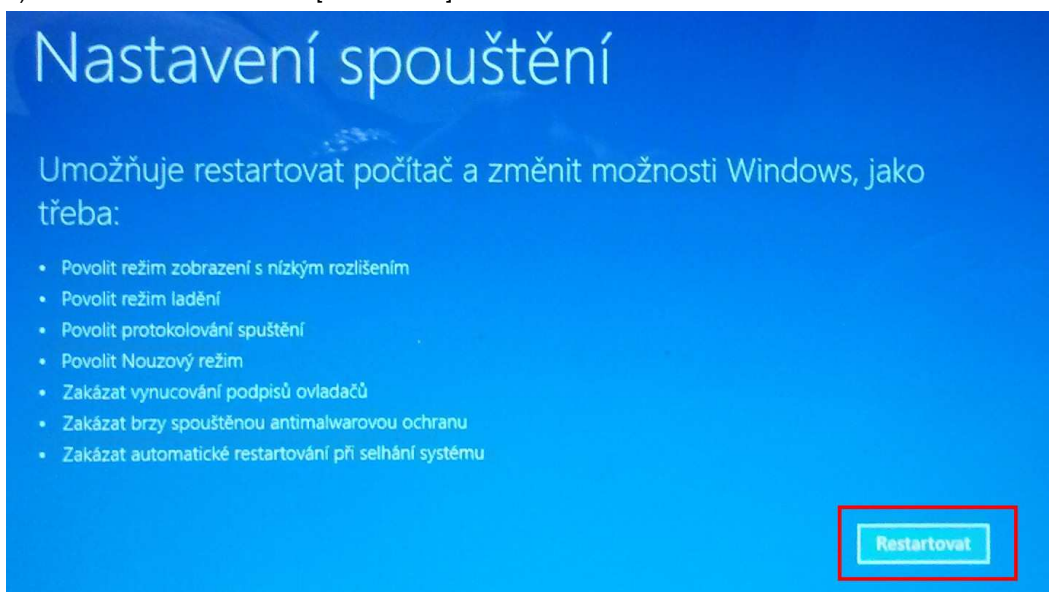 Nastavení spouštění
Umožňuje restartovat počítač a změnit možnosti Windows, jako
třeba:
• Povolit režim zobrazení s nízkým rozlišením
• Povolit režim ladění
• Povolit protokolování spuštění
• Povolit Nouzový režim
• Zakázat vynucování podpisů ovladačů
• Zakázat brzy spouštěnou antimalwarovou ochranu
• Zakázat automatické restartování při selhání systému
Restartovat